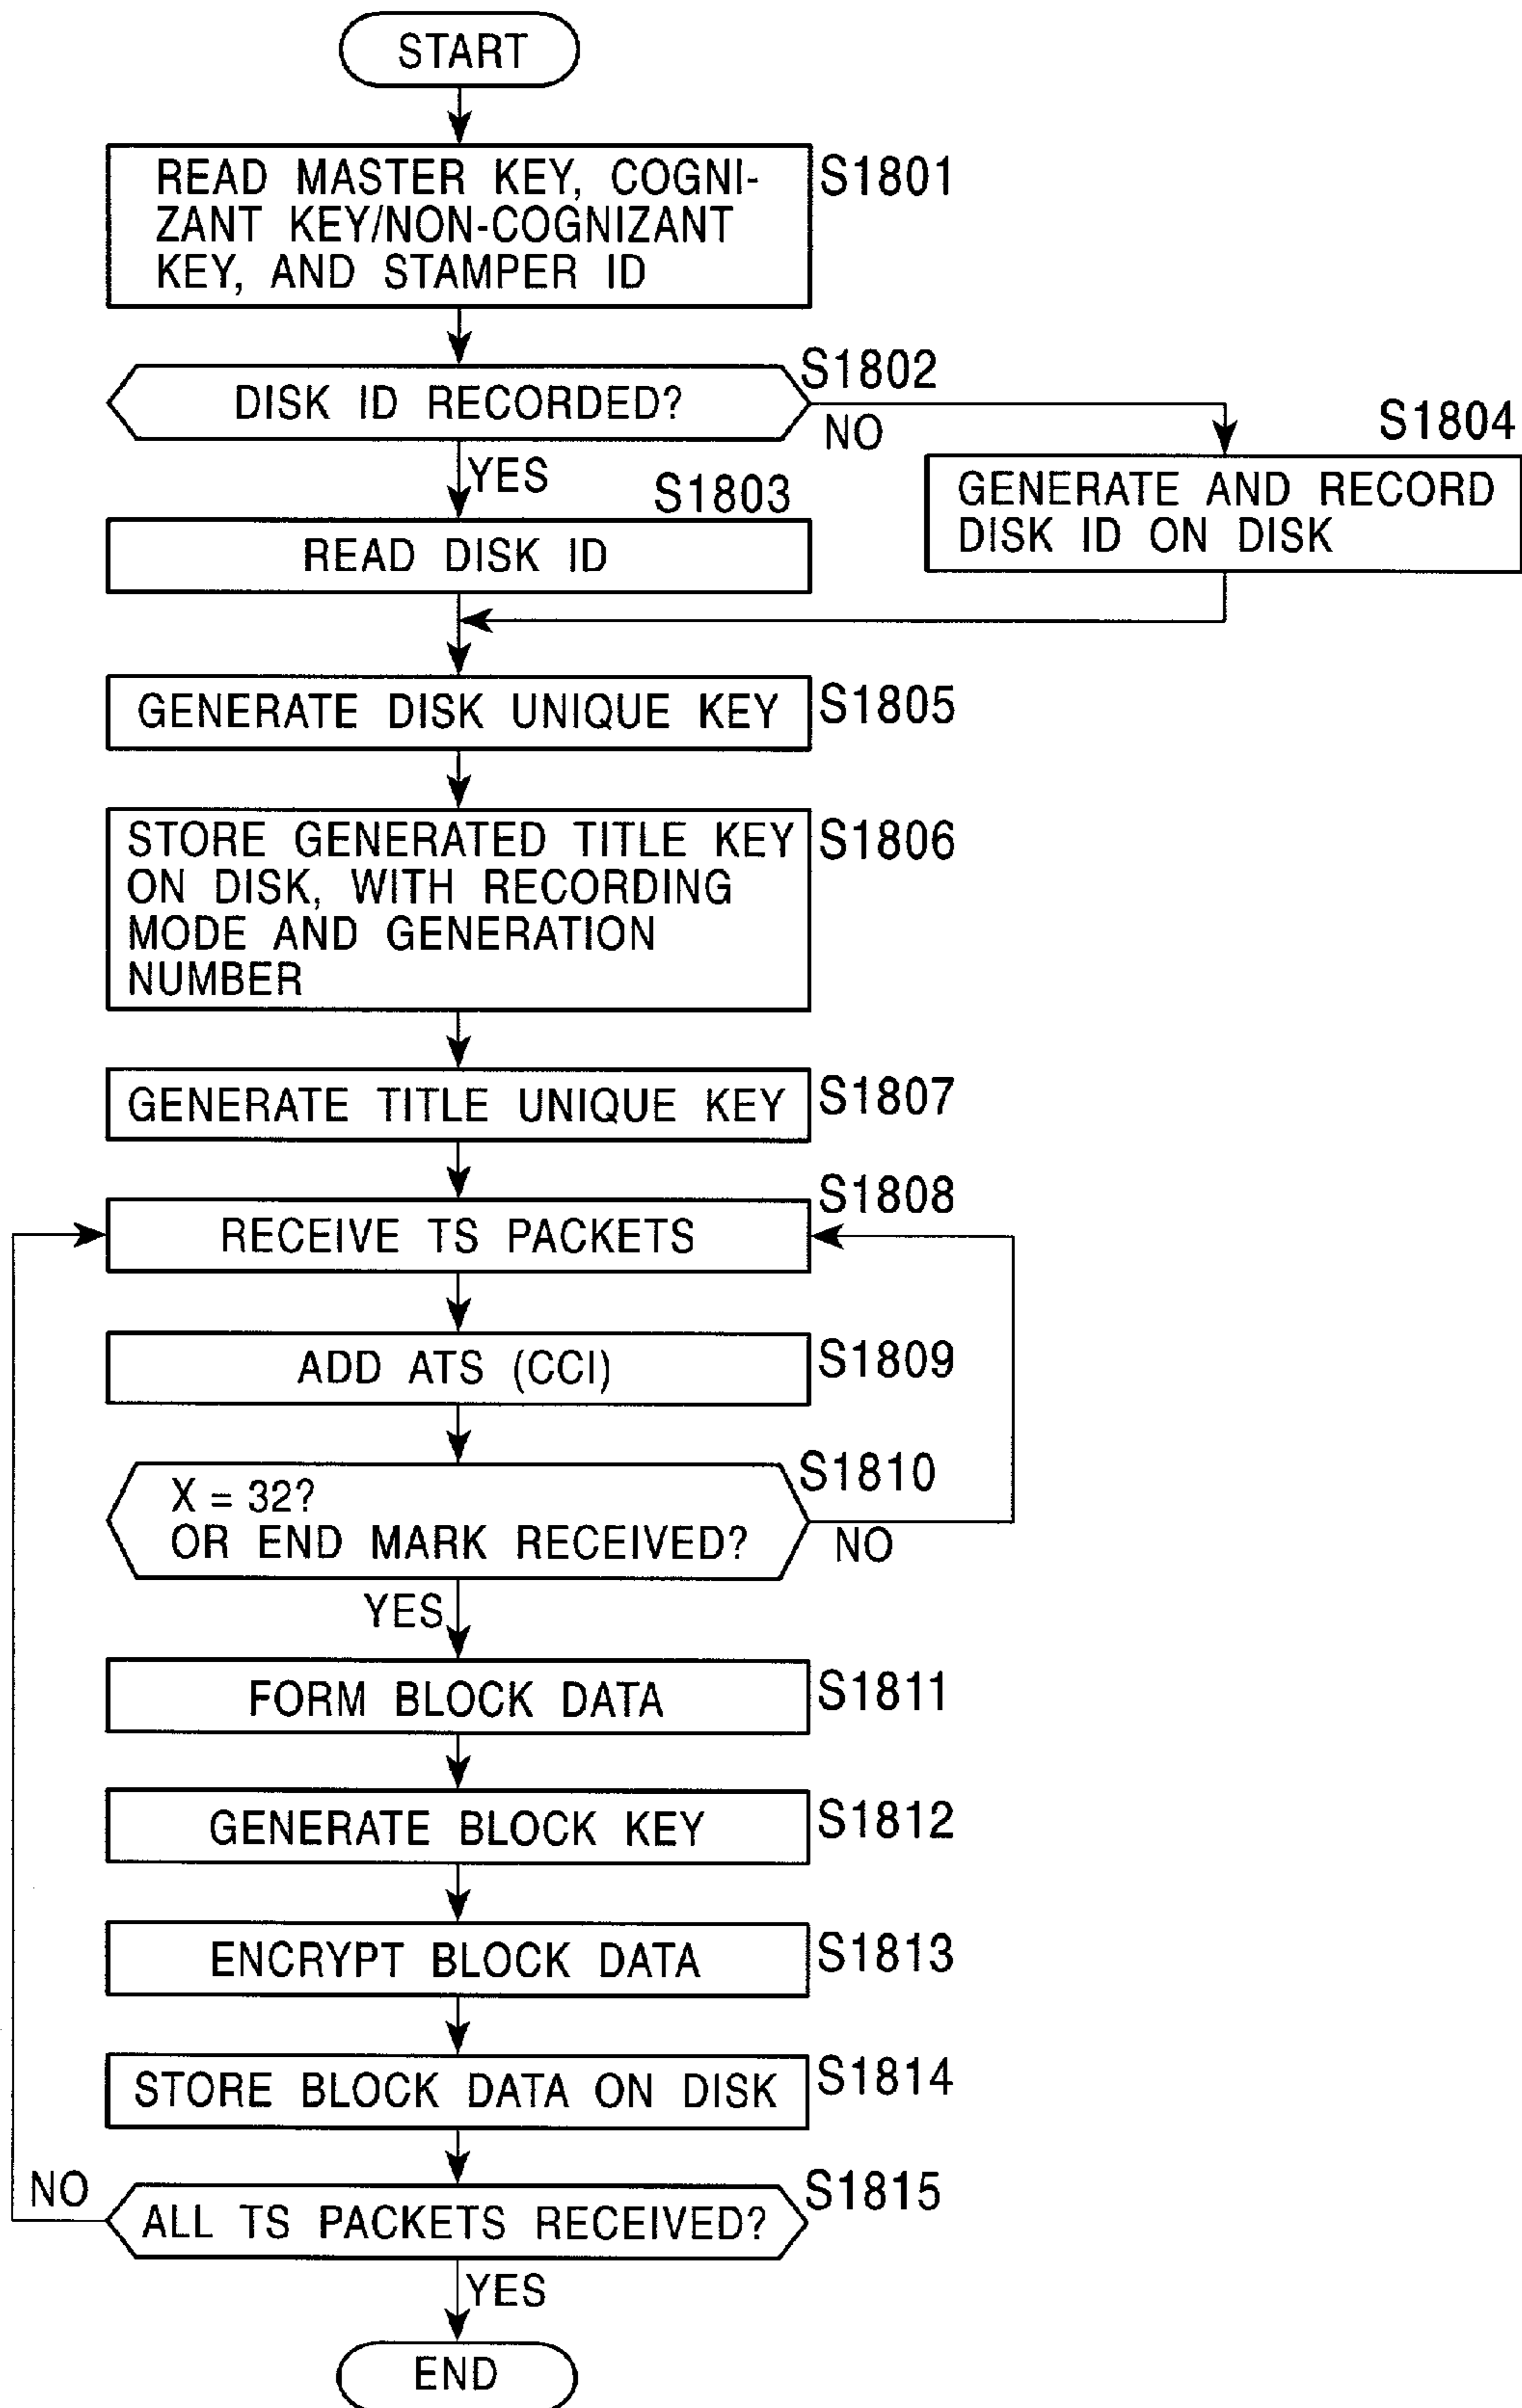 START
READ MASTER KEY, COGNI-
ZANT KEY/NON-COGNIZANT
KEY, AND STAMPER ID
S1801
DISK ID RECORDED?
S1802
NO
YES
S1804
GENERATE AND RECORD
DISK ID ON DISK
S1803
READ DISK ID
GENERATE DISK UNIQUE KEY
S1805
STORE GENERATED TITLE KEY
ON DISK, WITH RECORDING
MODE AND GENERATION
NUMBER
S1806
GENERATE TITLE UNIQUE KEY
S1807
RECEIVE TS PACKETS
S1808
ADD ATS (CCI)
S1809
X = 32?
OR END MARK RECEIVED?
S1810
NO
YES
FORM BLOCK DATA
S1811
GENERATE BLOCK KEY
S1812
ENCRYPT BLOCK DATA
S1813
STORE BLOCK DATA ON DISK
S1814
NO
ALL TS PACKETS RECEIVED?
S1815
YES
END